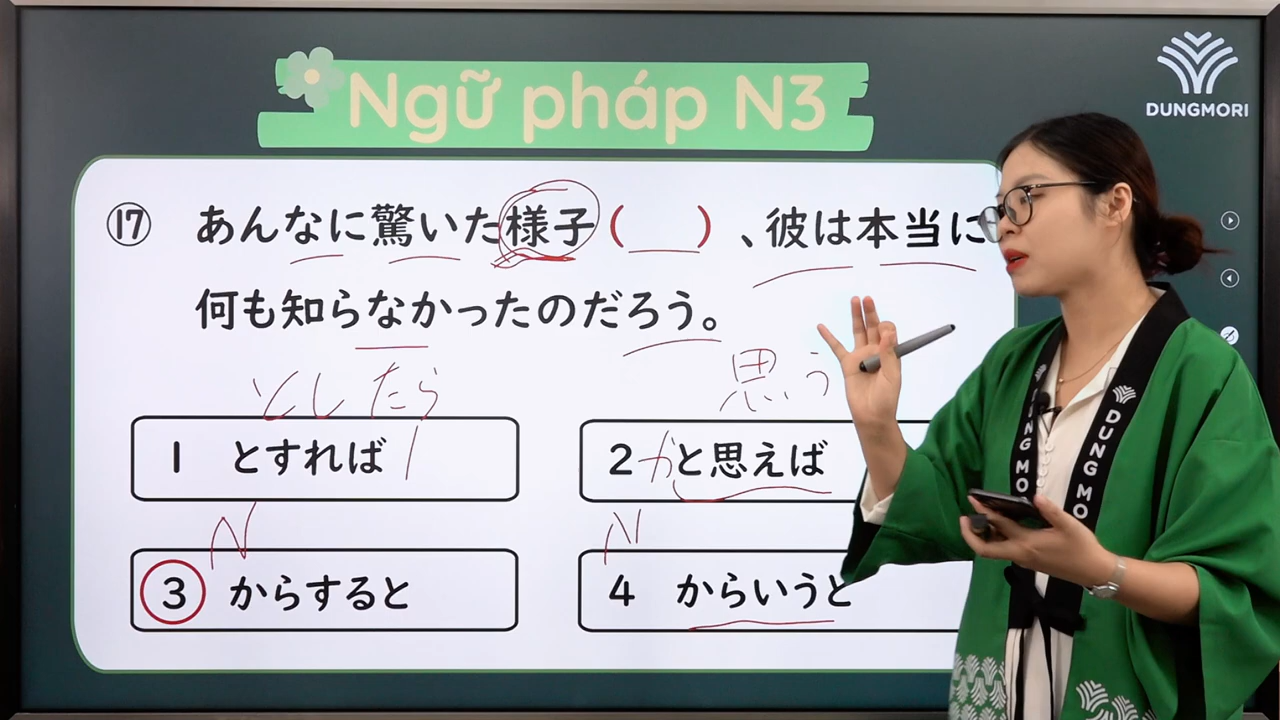 Ngữ pháp N3
DUNGMORI
⑰ あんなに驚いた様子( __ )、彼は本当に
何も知らなかったのだろう。
としたら
思う
1 とすれば
2 か と思えば
N
N
③ からすると
4 からいうと
DUNG MO